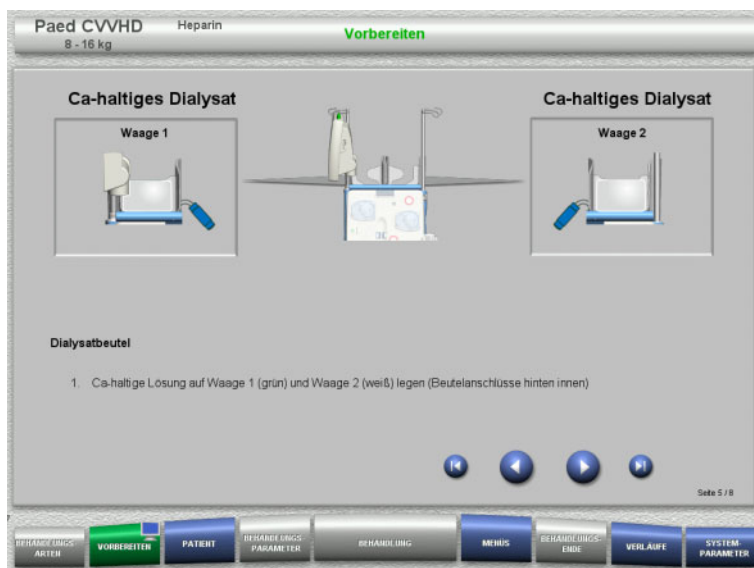 Paed CVVHD Heparin
8 - 16 kg
Vorbereiten
Ca-haltiges Dialysat
Waage 1
Ca-haltiges Dialysat
Waage 2
Dialysatbeutel
1. Ca-haltige Lösung auf Waage 1 (grün) und Waage 2 (weiß) legen (Beutelanschlüsse hinten innen)
Seite 5 / 8
BEHANDLUNGS-
ARTEN
VORBEREITEN
PATIENT
BEHANDLUNGS-
PARAMETER
BEHANDLUNG
MENÜS
BEHANDLUNGS-
ENDE
VERLÄUFE
SYSTEM-
PARAMETER